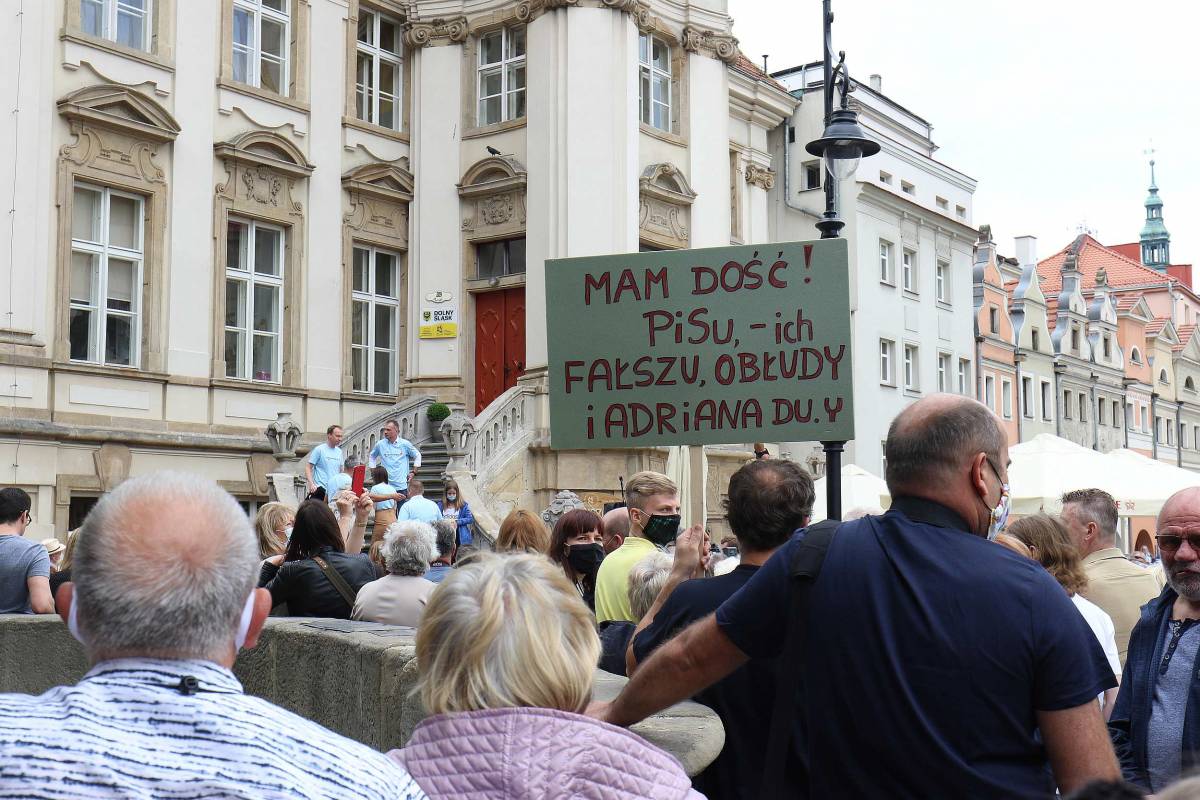 MAM DOŚĆ!
PiSu, - ich
FAŁSZU, OBŁUDY
i ADRiANA DU.Y
DOLNY
ŚLĄSK